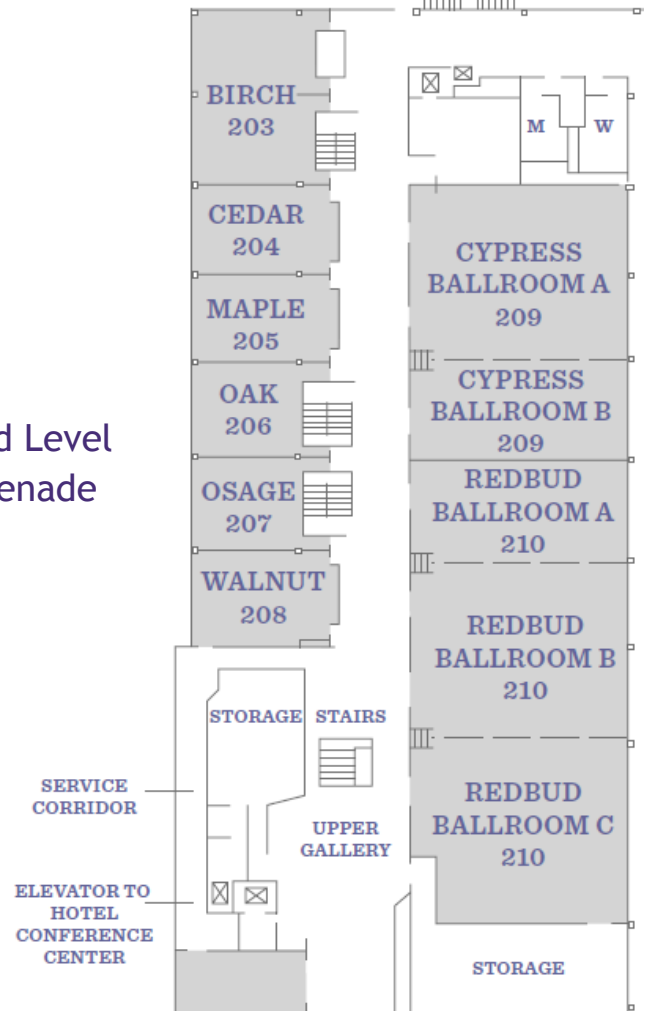 BIRCH
203
CEDAR
204
MAPLE
205
OAK
206
OSAGE
207
WALNUT
208
M W
CYPRESS
BALLROOM A
209
CYPRESS
BALLROOM B
209
REDBUD
BALLROOM A
210
REDBUD
BALLROOM B
210
REDBUD
BALLROOM C
210
Level
STORAGE
STAIRS
SERVICE
CORRIDOR
UPPER
GALLERY
ELEVATOR TO
HOTEL
CONFERENCE
CENTER
STORAGE